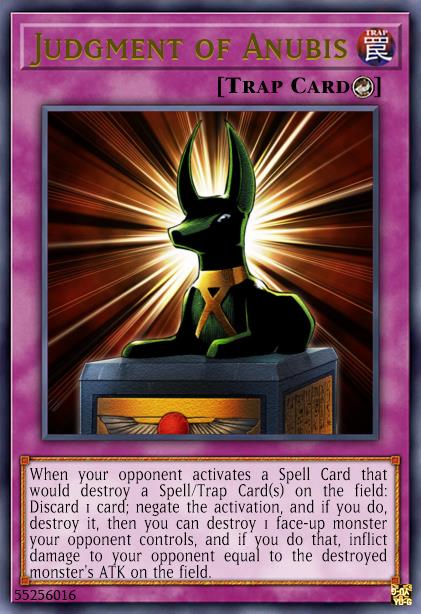 JUDGMENT OF ANUBIS
TRAP
罠
[TRAP CARD]
When your opponent activates a Spell Card that
would destroy a Spell/Trap Card(s) on the field:
Discard 1 card; negate the activation, and if you do,
destroy it, then you can destroy 1 face-up monster
your opponent controls, and if you do that, inflict
damage to your opponent equal to the destroyed
monster's ATK on the field.
55256016